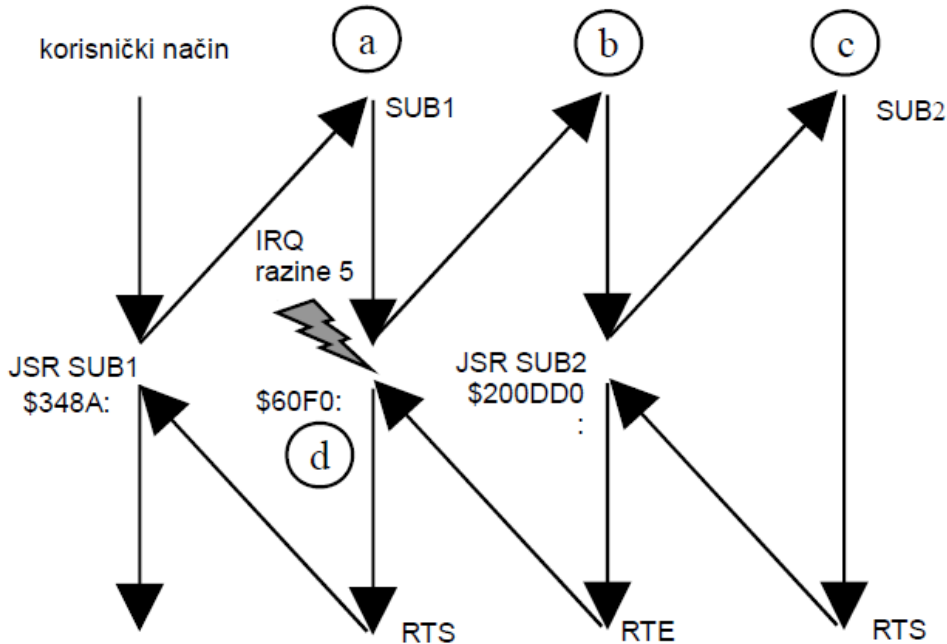 korisnički način
a
b
c
SUB1
SUB2
IRQ
razine 5
JSR SUB1
$348A:
$60F0:
d
JSR SUB2
$200DD0
:
RTS
RTE
RTS